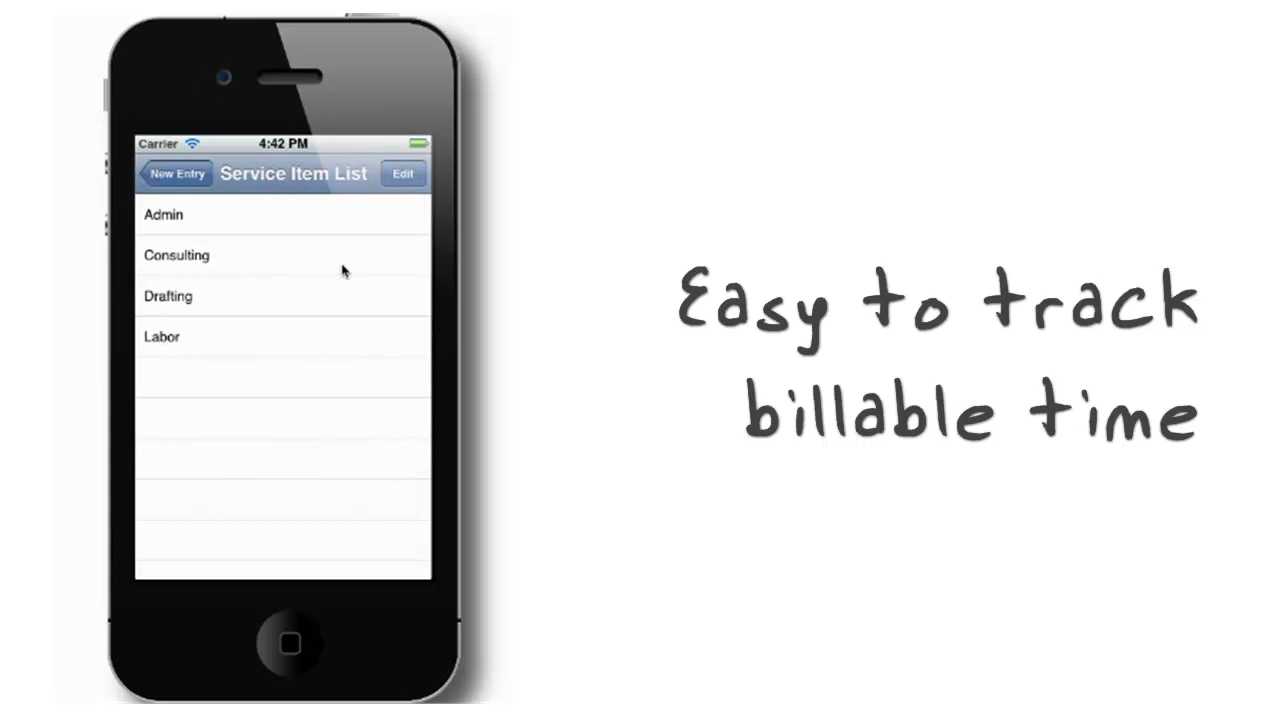 Carrier 4:42 PM
New Entry Service Item List Edit
Admin
Consulting
Drafting
Labor
Easy to track
billable time